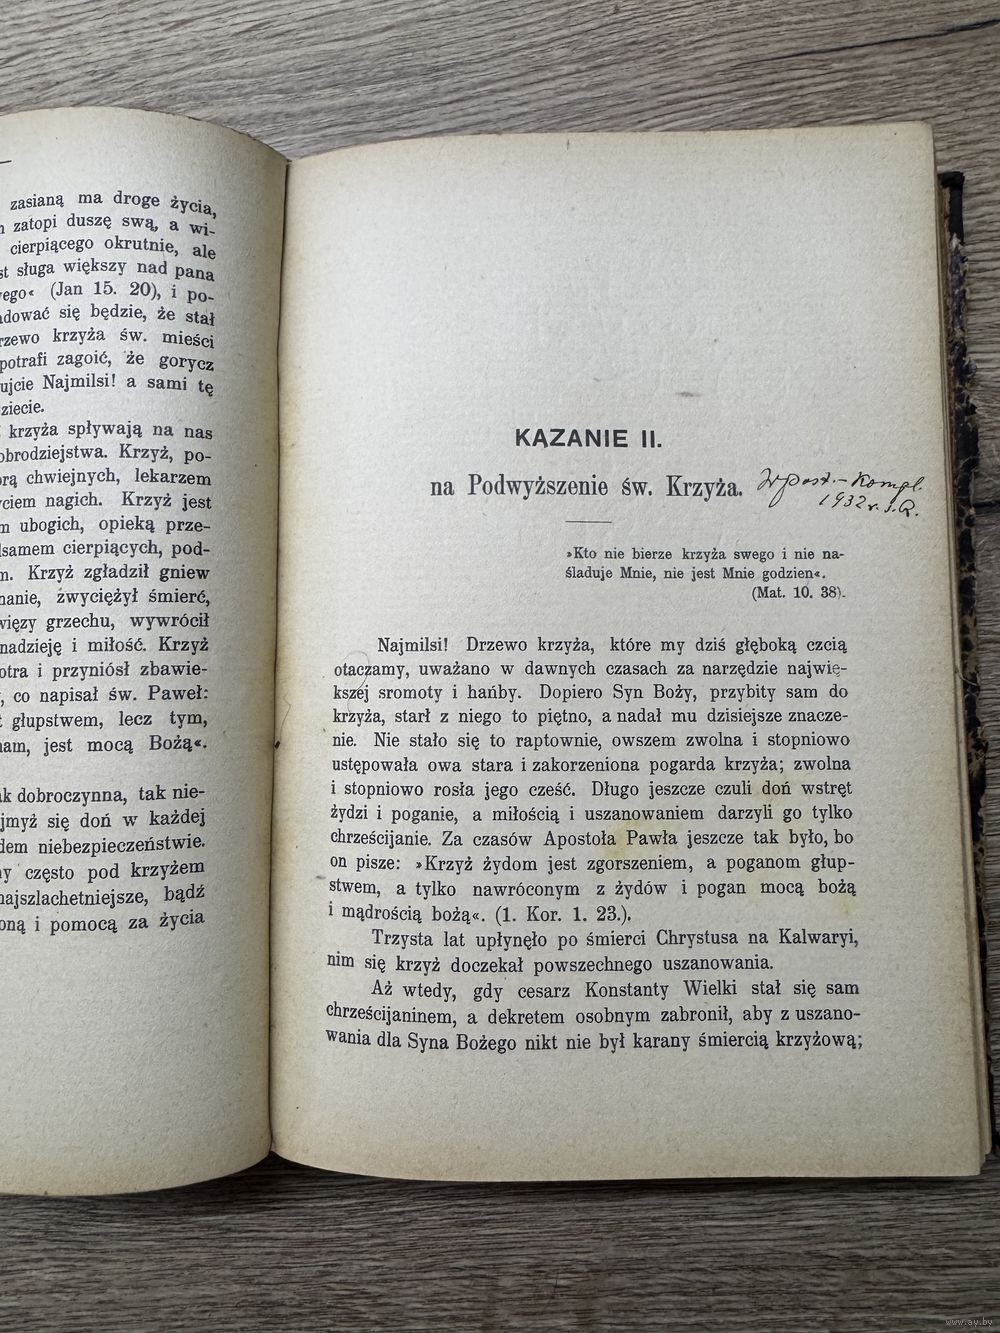 zasianą ma droge życia,
zatopi duszę swą, a wi-
cierpiącego okrutnie, ale
st sługa większy nad pana
ego« (Jan 15. 20), i po-
dować się będzie, że stał
rzewo krzyża św. mieści
potrafi zagoić, że gorycz
ujcie Najmilsi! a sami tę
ziecie.
krzyża spływają na nas
obrodziejstwa. Krzyż, po-
orą chwiejnych, lekarzem
yciem nagich. Krzyż jest
m ubogich, opieką prze-
lsamem cierpiących, pod-
m. Krzyż zgładził gniew
nanie, zwyciężył śmierć,
więzy grzechu, wywrócił
nadzieję i miłość. Krzyż
otra i przyniósł zbawie-
, co napisał św. Paweł:
t głupstwem, lecz tym,
nam, jest mocą Bożą«.
ak dobroczynna, tak nie-
jmyż się doń w każdej
dem niebezpieczeństwie.
y często pod krzyżem
najszlachetniejsze, bądź
oną i pomocą za życia
KAZANIE II.
na Podwyższenie św. Krzyża.
1932 r.
»Kto nie bierze krzyża swego i nie na-
śladuje Mnie, nie jest Mnie godzien«.
(Mat. 10. 38).
Najmilsi! Drzewo krzyża, które my dziś głęboką czcią
otaczamy, uważano w dawnych czasach za narzędzie najwię-
kszej sromoty i hańby. Dopiero Syn Boży, przybity sam do
krzyża, starł z niego to piętno, a nadał mu dzisiejsze znacze-
nie. Nie stało się to raptownie, owszem zwolna i stopniowo
ustępowała owa stara i zakorzeniona pogarda krzyża; zwolna
i stopniowo rosła jego cześć. Długo jeszcze czuli doń wstręt
żydzi i poganie, a miłością i uszanowaniem darzyli go tylko
chrześcijanie. Za czasów Apostoła Pawła jeszcze tak było, bo
on pisze: »Krzyż żydom jest zgorszeniem, a poganom głup-
stwem, a tylko nawróconym z żydów i pogan mocą bożą
i mądrością bożą«. (1. Kor. 1. 23.),
Trzysta lat upłynęło po śmierci Chrystusa na Kalwaryi,
nim się krzyż doczekał powszechnego uszanowania.
Aż wtedy, gdy cesarz Konstanty Wielki stał się sam
chrześcijaninem, a dekretem osobnym zabronił, aby z uszano-
wania dla Syna Bożego nikt nie był karany śmiercią krzyżową;
www.ay.by